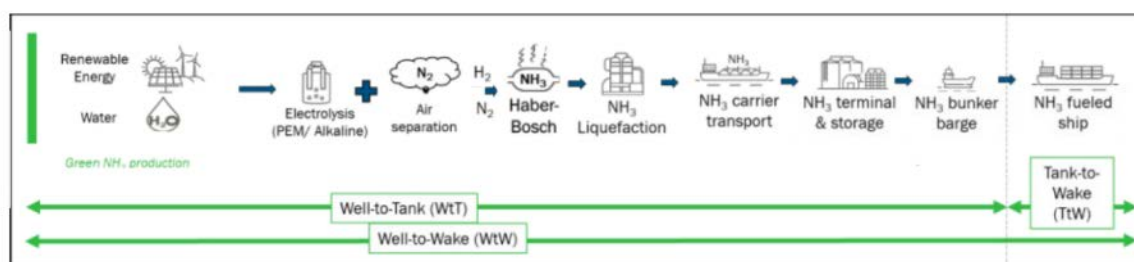 Renewable
Energy
Water
H₂O
Green NH₃ production
Electrolysis
(PEM/ Alkaline)
N₂
Air
separation
H₂
N₂
NH₃
Haber-
Bosch
NH₃
Liquefaction
NH₃
NH₃ carrier
transport
NH₃ terminal
& storage
NH₃ bunker
barge
NH₃ fueled
ship
Well-to-Tank (WtT)
Tank-to-
Wake
(TtW)
Well-to-Wake (WtW)